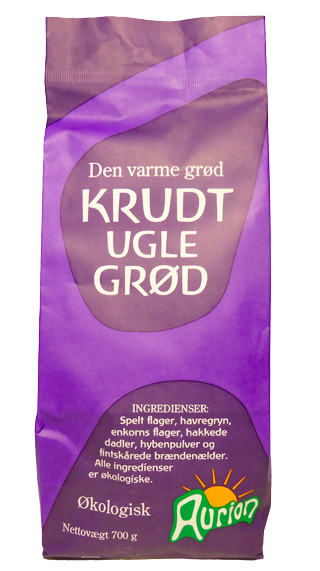 Den varme grød
KRUDT
UGLE
GRØD
INGREDIENSER:
Spelt flager, havregryn,
enkorns flager, hakkede
dadler, hybenpulver og
fintskårede brændenælder.
Alle ingredienser
er økologiske.
Økologisk
Nettovægt 700 g
Aurion